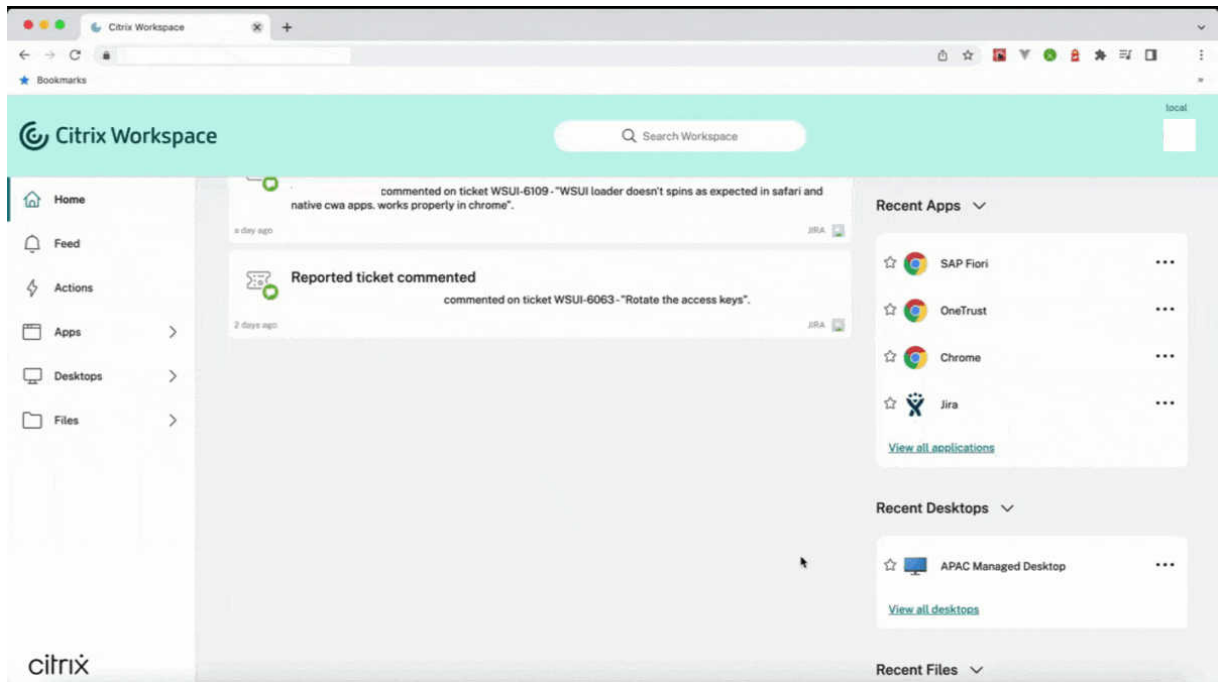 Citrix Workspace
Bookmarks
local
Citrix Workspace
Search Workspace
Home
Feed
Actions
Apps
Desktops
Files
citrix
commented on ticket WSUI-6109-"WSUI loader doesn't spins as expected in safari and
native cwa apps. works properly in chrome".
a day ago
JIRA
Reported ticket commented
commented on ticket WSUI-6063-"Rotate the access keys".
2 days ago
JIRA
Recent Apps
SAP Fiori
OneTrust
Chrome
Jira
View all applications
Recent Desktops
APAC Managed Desktop
View all desktops
Recent Files